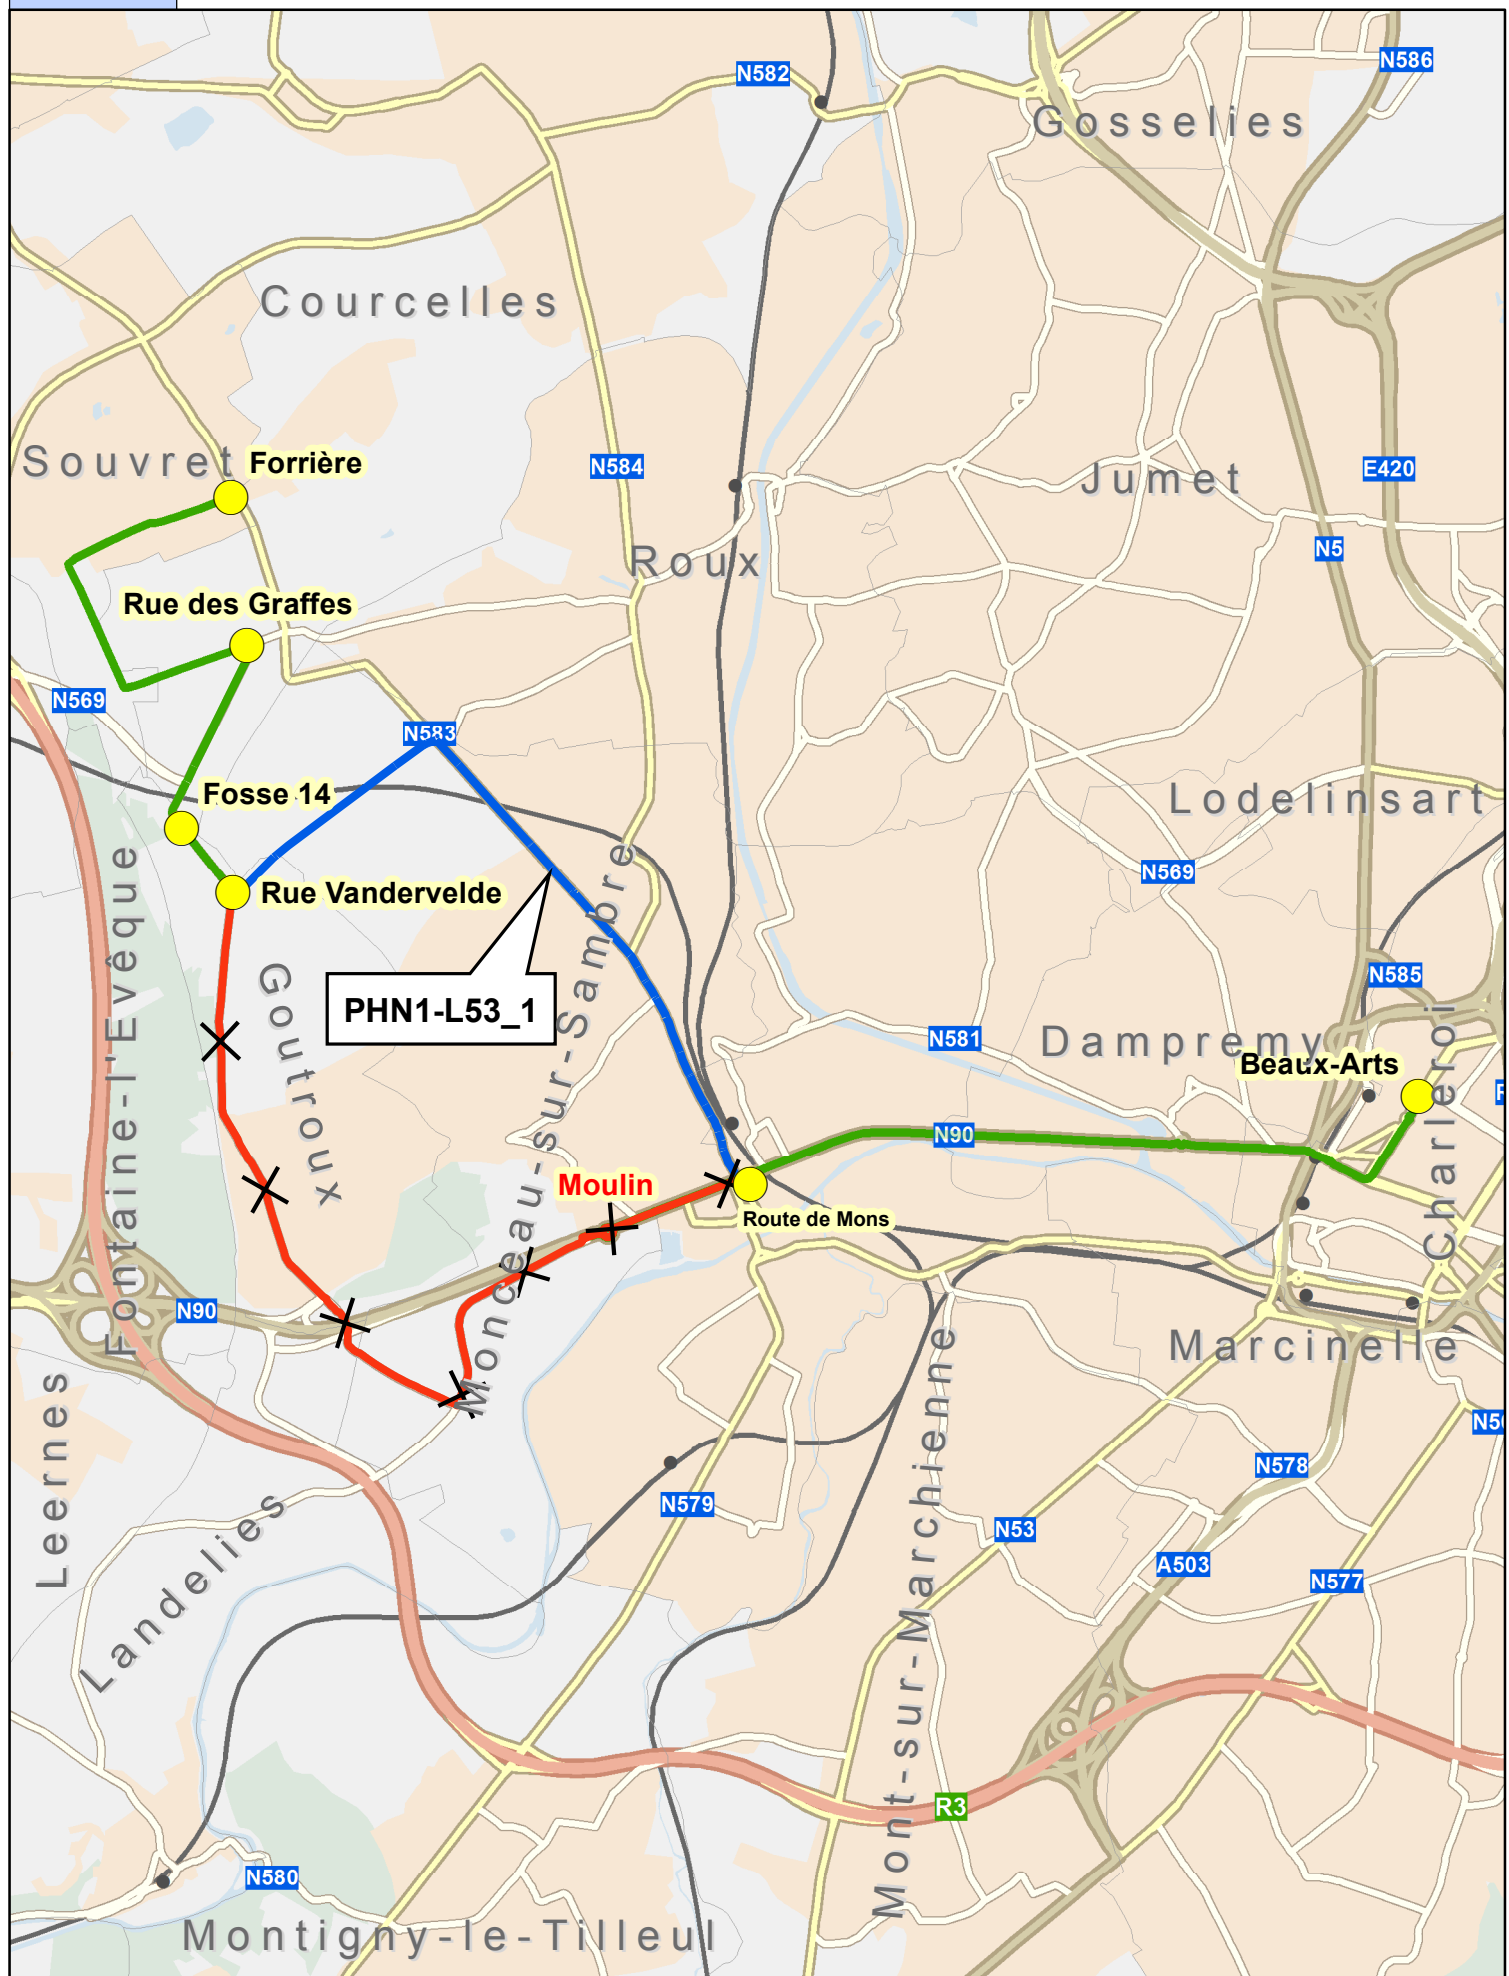 N582
N586
Gosselies
Courcelles
Souvret
Forrière
N584
Jumet
E420
N5
Roux
Rue des Graffes
N569
N583
Fosse 14
Lodelinsart
N569
Rue Vandervelde
Fontaine-l'Evêque
Goutroux
PHN1-L53_1
Monceau-sur-Sambre
N585
N581
Dampremy
Beaux-Arts
Charleroi
N90
Moulin
Route de Mons
N90
Marcinelle
Leernes
Landelies
N579
Mont-sur-Marchienne
N578
N53
A503
N577
R3
N580
Montigny-le-Tilleul